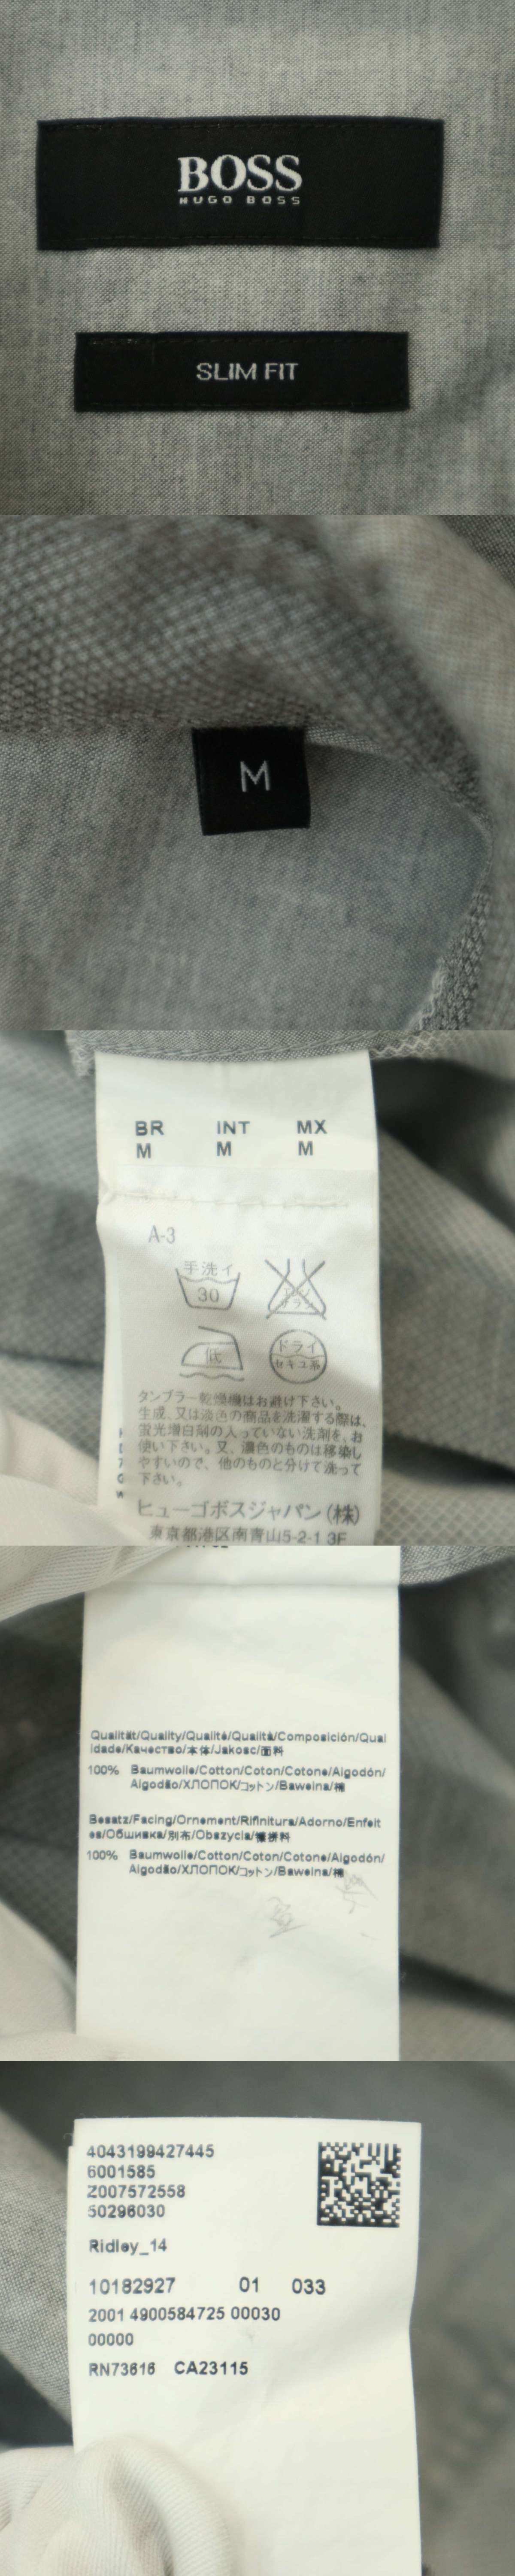 BOSS
HUGO BOSS
SLIM FIT
M
BR INT MX
M M M
A-3
手洗イ
30
エンソ
サラシ
低
ドライ
セキユ系
タンブラー乾燥機はお避け下さい。
生成、又は淡色の商品を洗濯する際は、
蛍光増白剤の入っていない洗剤を、お
使い下さい。又、濃色のものは移染し
やすいので、他のものと分けて洗って
下さい。
ヒューゴボスジャパン(株)
東京都港区南青山5-2-1 3F
Qualität/Quality/Qualité/Qualità/Composición/Qual
idade/Качество/本体/Jakosc/面料
100% Baumwolle/Cotton/Coton/Cotone/Algodón/
Algodão/ХЛОПОК/コットン/Baweina/棉
Besatz/Facing/Ornement/Rifinitura/Adorno/Enfeit
es/Обшивка/別布/Obszycia/镶拼料
100% Baumwolle/Cotton/Coton/Cotone/Algodón/
Algodão/ХЛОПОК/コットン/Baweina/棉
4043199427445
6001585
Z007572558
50296030
Ridley_14
10182927 01 033
2001 4900584725 00030
00000
RN73616 CA23115